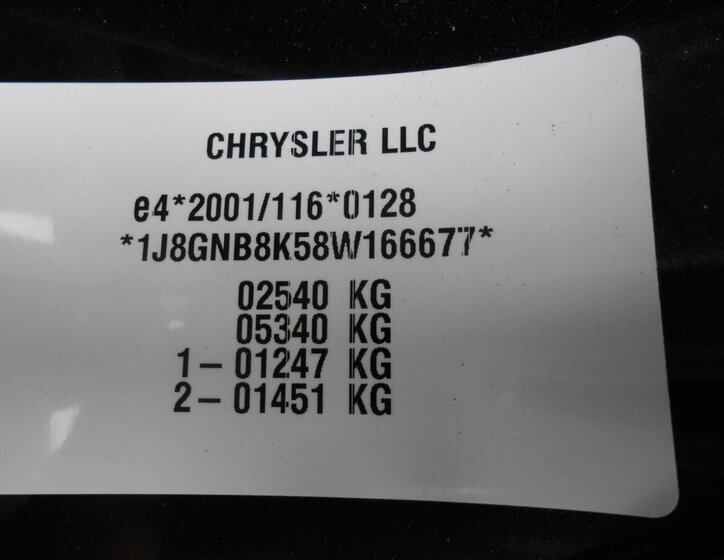 CHRYSLER LLC
e4*2001/116*0128
*1J8GNB8K58W166677*
02540 KG
05340 KG
1-01247 KG
2-01451 KG